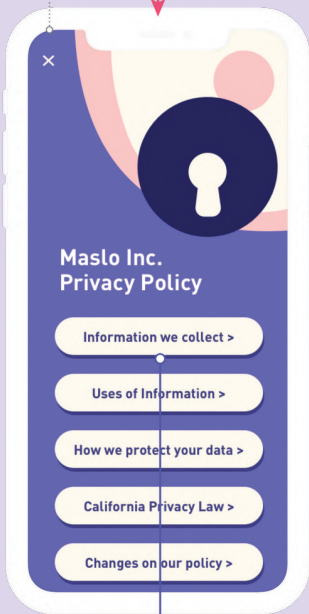 Maslo Inc.
Privacy Policy
Information we collect >
Uses of Information >
How we protect your data >
California Privacy Law >
Changes on our policy >